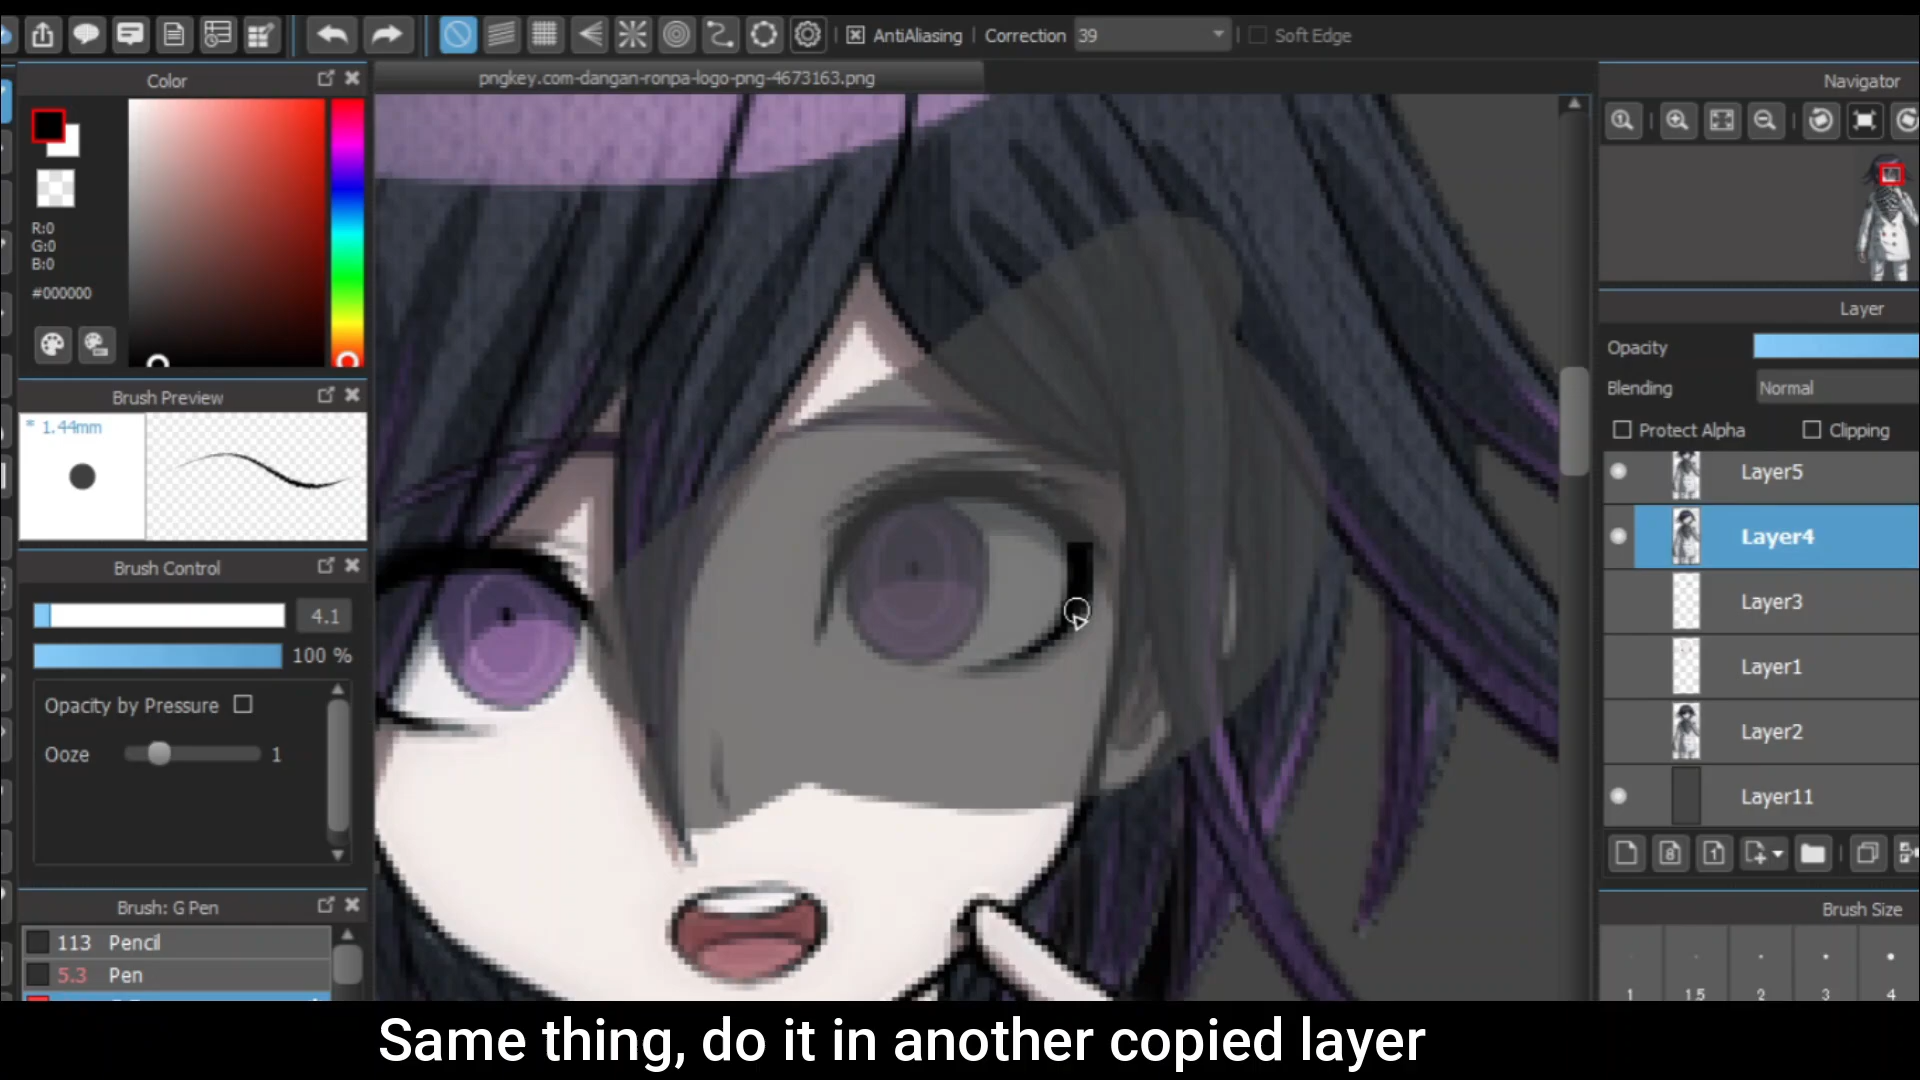 AntiAliasing
Correction
39
Soft Edge
Color
pngkey.com-dangan-ronpa-logo-png-4673163.png
Navigator
R:0
G:0
B:0
#000000
Layer
Opacity
Blending
Normal
Protect Alpha
Clipping
Brush Preview
* 1.44mm
Layer5
Layer4
Layer3
Layer1
Layer2
Layer11
Brush Control
4.1
100 %
Opacity by Pressure
Ooze
1
Brush: G Pen
113 Pencil
5.3 Pen
Brush Size
1
1.5
2
3
4
Same thing, do it in another copied layer